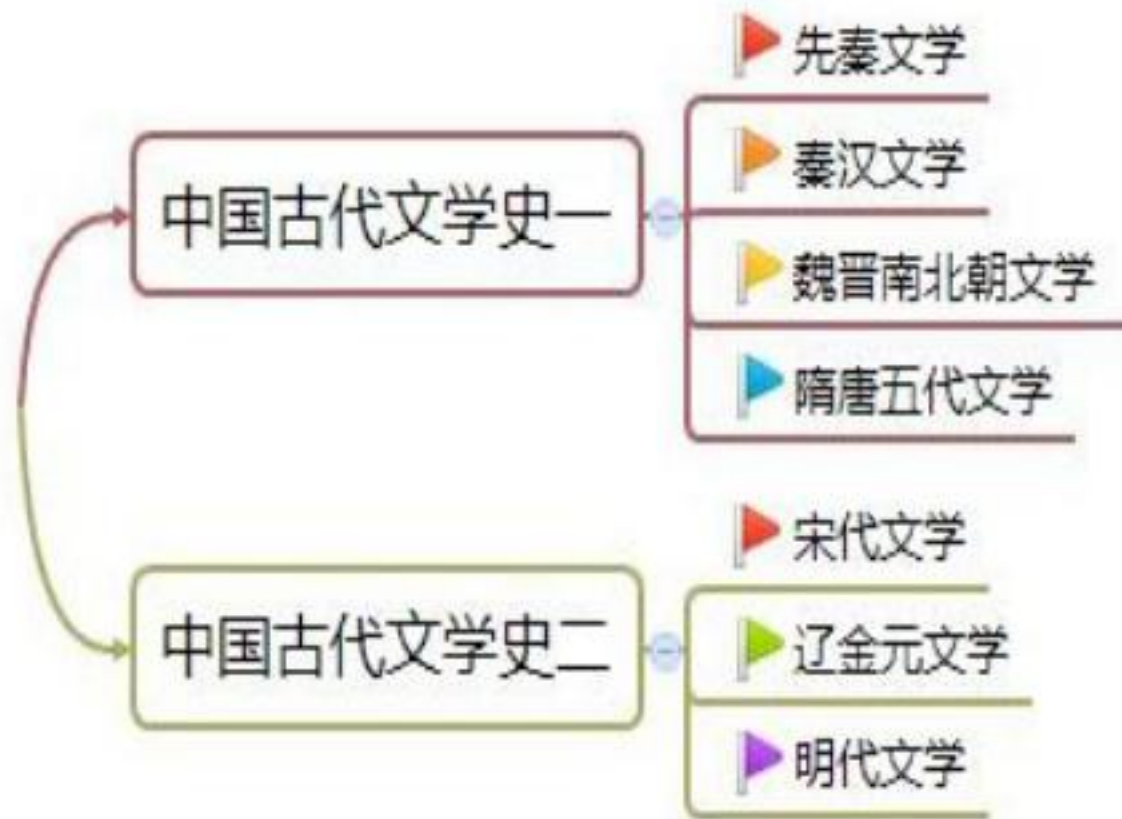 中国古代文学史一
先秦文学
秦汉文学
魏晋南北朝文学
隋唐五代文学
中国古代文学史二
宋代文学
辽金元文学
明代文学